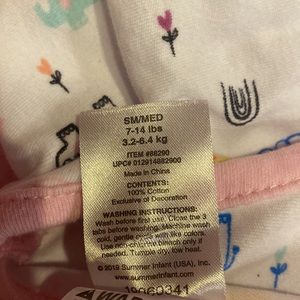 SM/MED
7-14 lbs
3.2-6.4 kg
ITEM #88290
UPC# 012914882900
Made in China
CONTENTS:
100% Cotton
Exclusive of Decoration
WASHING INSTRUCTIONS:
Wash before first use. Close the 3
tabs before washing. Machine wash
cold, gentle cycle with like colors.
Use non-chlorine bleach only if
needed. Tumble dry, low heat.
©2019 Summer Infant (USA), Inc.
summerinfant.com